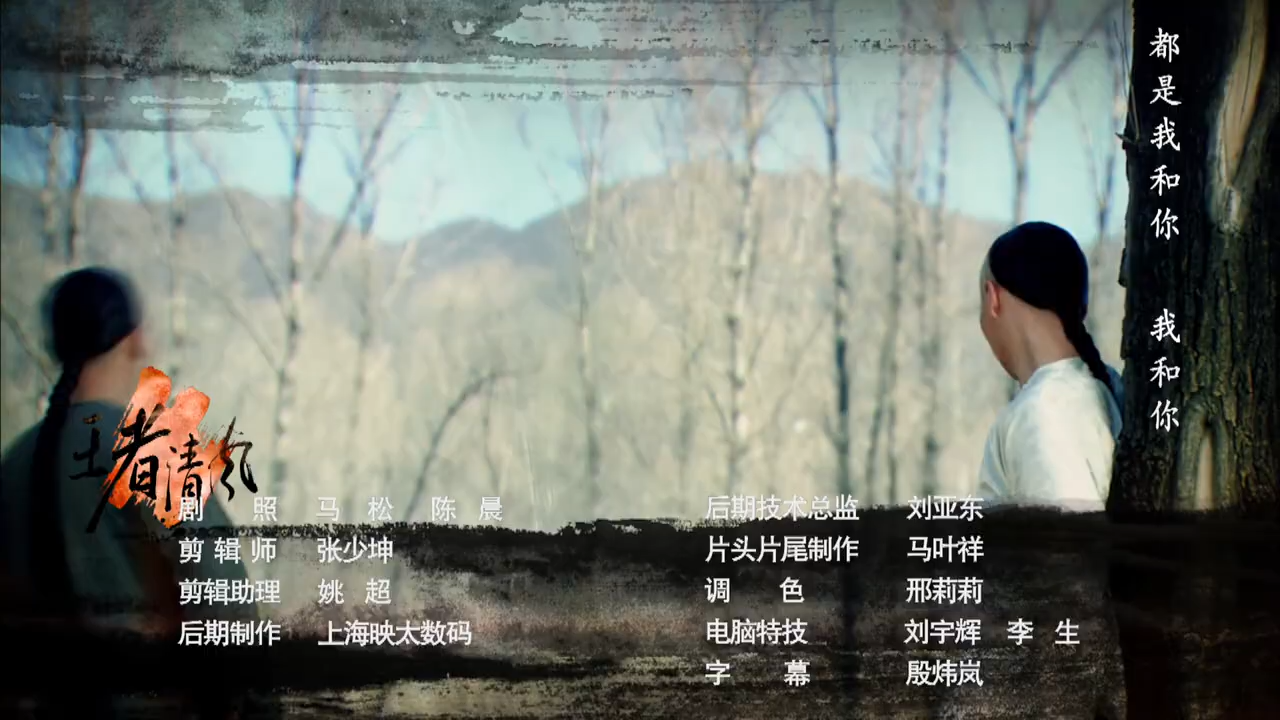 都是我和你 我和你
王者清风
剧 照 马 松 陈 晨
剪 辑 师 张少坤
剪辑助理 姚 超
后期制作 上海映太数码
后期技术总监 刘亚东
片头片尾制作 马叶祥
调 色 邢莉莉
电脑特技 刘宇辉 李 生
字 幕 殷炜岚